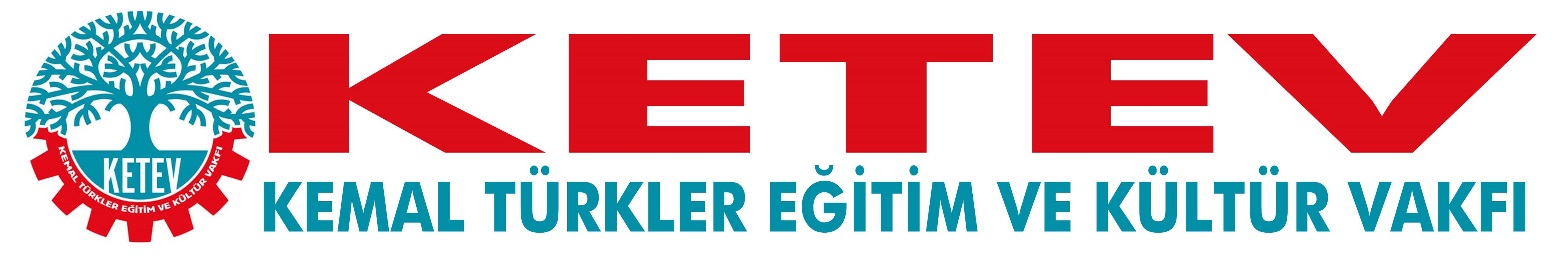 KETEV
KEMAL TÜRKLER EĞİTİM VE KÜLTÜR VAKFI
KETEV
KEMAL TÜRKLER EĞİTİM VE KÜLTÜR VAKFI